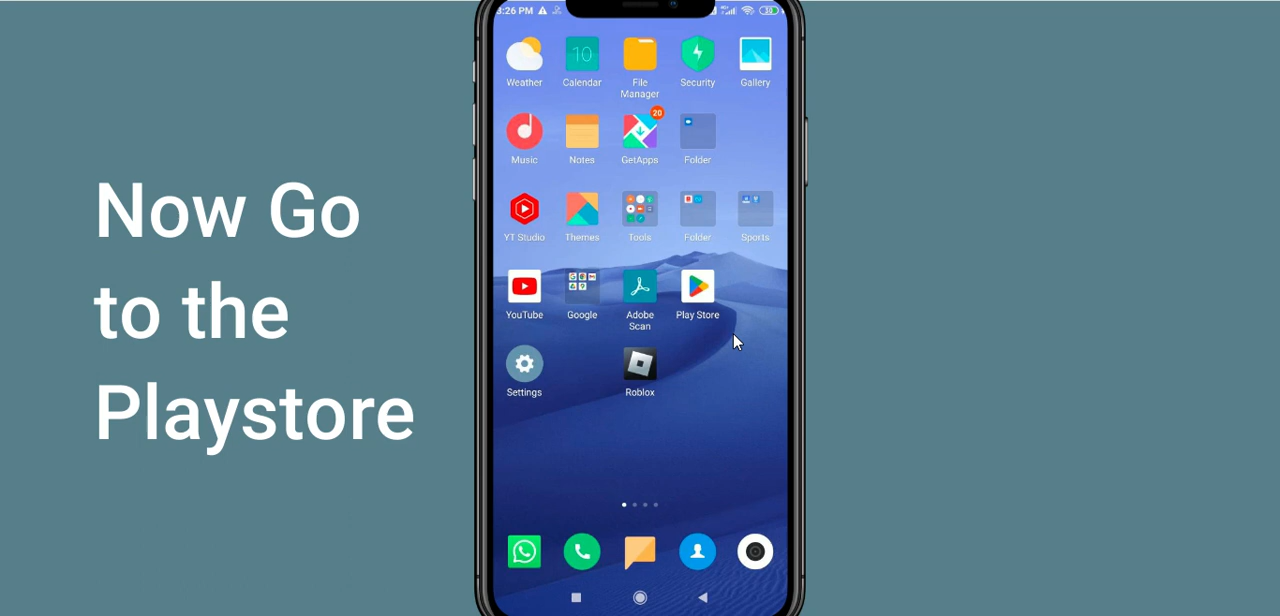 Now Go
to the
Playstore
3:26 PM
10
Weather
Calendar
File
Manager
Security
Gallery
20
Music
Notes
GetApps
Folder
YT Studio
Themes
Tools
Folder
Sports
YouTube
Google
Adobe
Scan
Play Store
Settings
Roblox